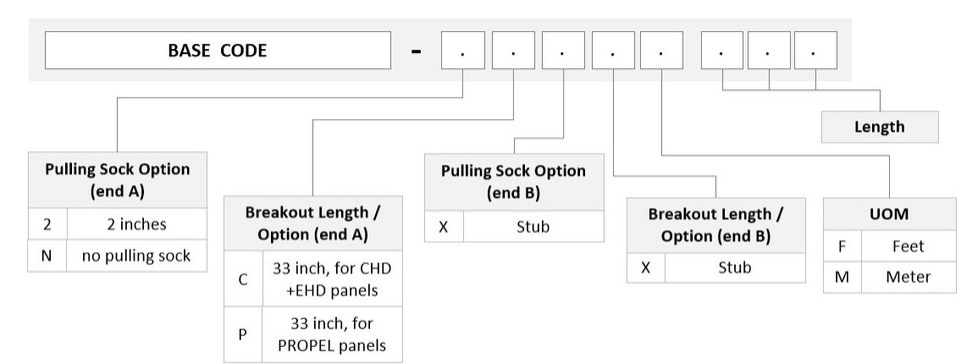 BASE CODE - . . . . . . . .
Length
Pulling Sock Option
(end A)
2 2 inches
N no pulling sock
Breakout Length /
Option (end A)
C 33 inch, for CHD
+EHD panels
P 33 inch, for
PROPEL panels
Pulling Sock Option
(end B)
X Stub
Breakout Length /
Option (end B)
X Stub
UOM
F Feet
M Meter